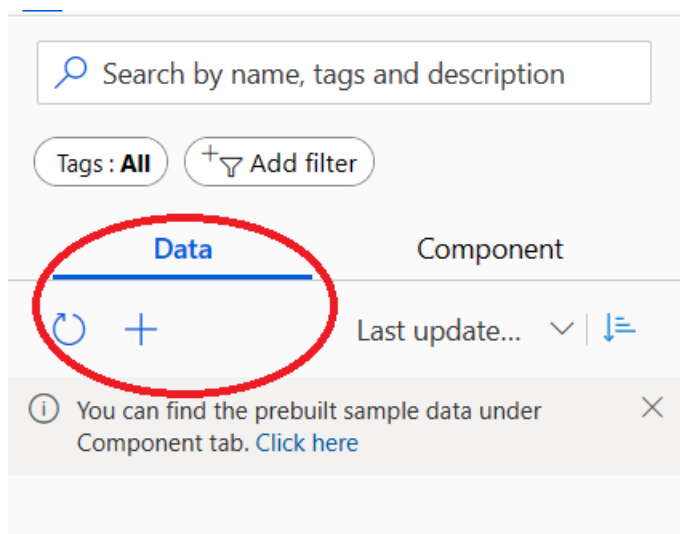 Search by name, tags and description
Tags : All Add filter
Data Component
Last update...
You can find the prebuilt sample data under
Component tab. Click here